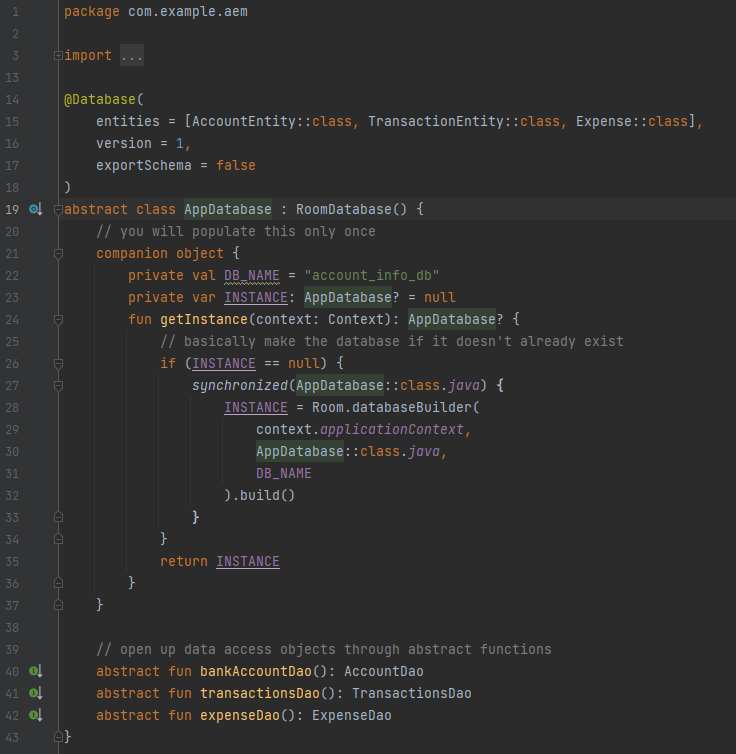 1 package com.example.aem
2
3 import ...
13
14 @Database(
15     entities = [AccountEntity::class, TransactionEntity::class, Expense::class],
16     version = 1,
17     exportSchema = false
18 )
19 abstract class AppDatabase : RoomDatabase() {
20     // you will populate this only once
21     companion object {
22         private val DB_NAME = "account_info_db"
23         private var INSTANCE: AppDatabase? = null
24         fun getInstance(context: Context): AppDatabase? {
25             // basically make the database if it doesn't already exist
26             if (INSTANCE == null) {
27                 synchronized(AppDatabase::class.java) {
28                     INSTANCE = Room.databaseBuilder(
29                         context.applicationContext,
30                         AppDatabase::class.java,
31                         DB_NAME
32                     ).build()
33                 }
34             }
35             return INSTANCE
36         }
37     }
38
39     // open up data access objects through abstract functions
40     abstract fun bankAccountDao(): AccountDao
41     abstract fun transactionsDao(): TransactionsDao
42     abstract fun expenseDao(): ExpenseDao
43 }